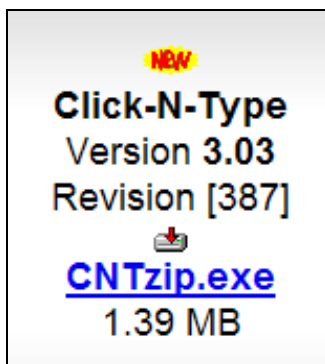 NEW
Click-N-Type
Version 3.03
Revision [387]
CNTzip.exe
1.39 MB